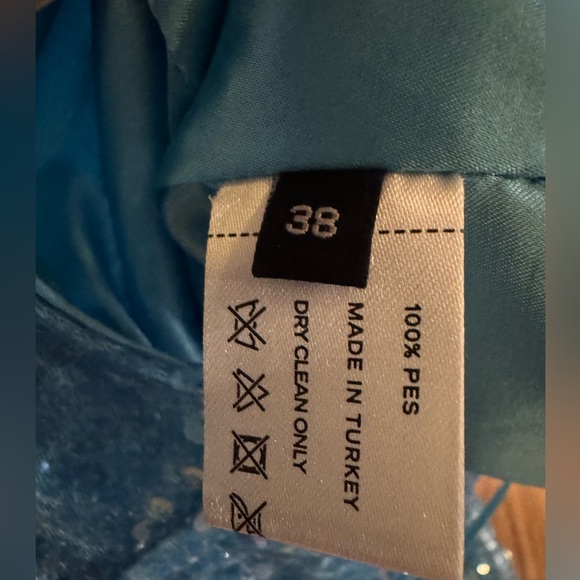 38
100% PES
MADE IN TURKEY
DRY CLEAN ONLY